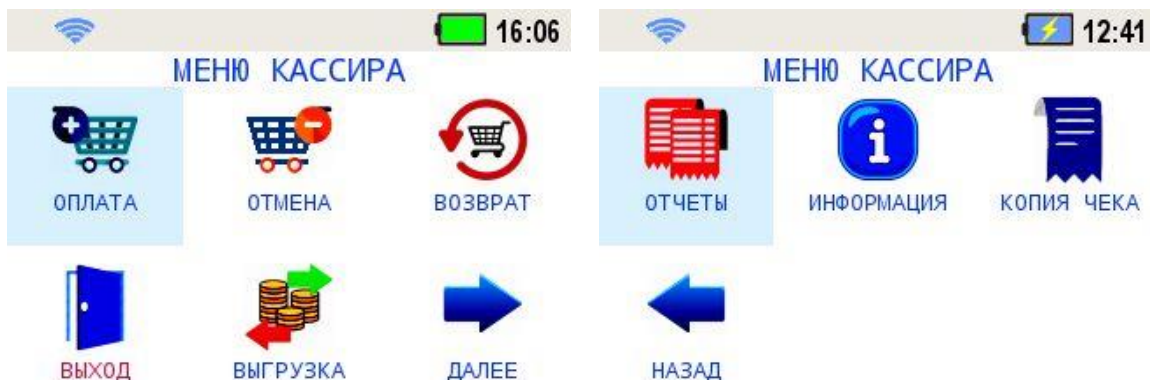 16:06
МЕНЮ КАССИРА
ОПЛАТА ОТМЕНА ВОЗВРАТ
ВЫХОД ВЫГРУЗКА ДАЛЕЕ
12:41
МЕНЮ КАССИРА
ОТЧЕТЫ ИНФОРМАЦИЯ КОПИЯ ЧЕКА
НАЗАД